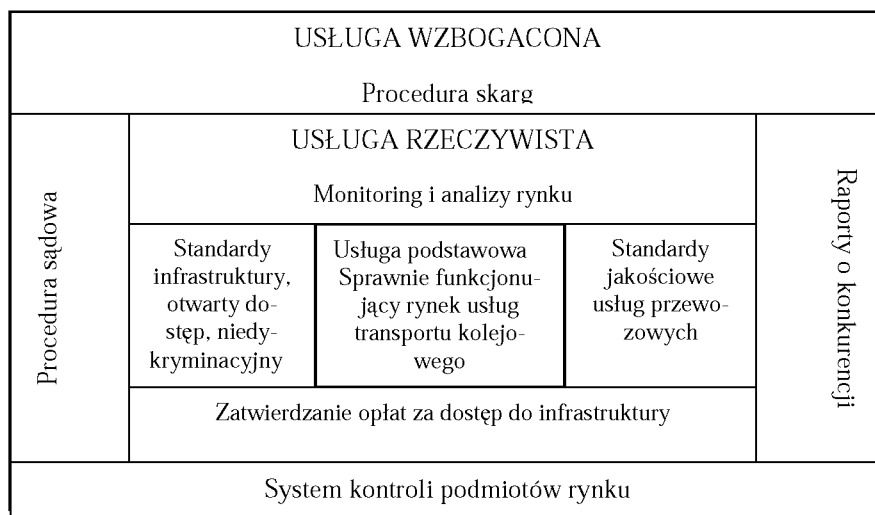 USŁUGA WZBOGACONA
Procedura skarg
Procedura sądowa
USŁUGA RZECZYWISTA
Monitoring i analizy rynku
Standardy
infrastruktury,
otwarty do-
stęp, niedy-
kryminacyjny
Usługa podstawowa
Sprawnie funkcjonu-
jący rynek usług
transportu kolejo-
wego
Standardy
jakościowe
usług przewo-
zowych
Zatwierdzanie opłat za dostęp do infrastruktury
Raporty o konkurencji
System kontroli podmiotów rynku